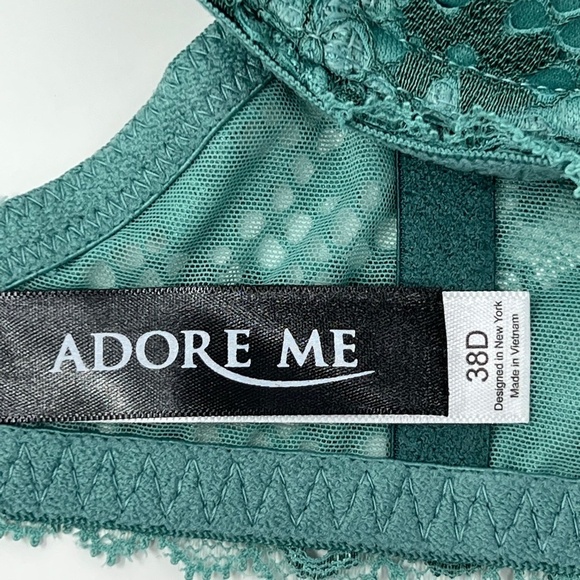 ADORE ME
38D
Designed in New York
Made in Vietnam